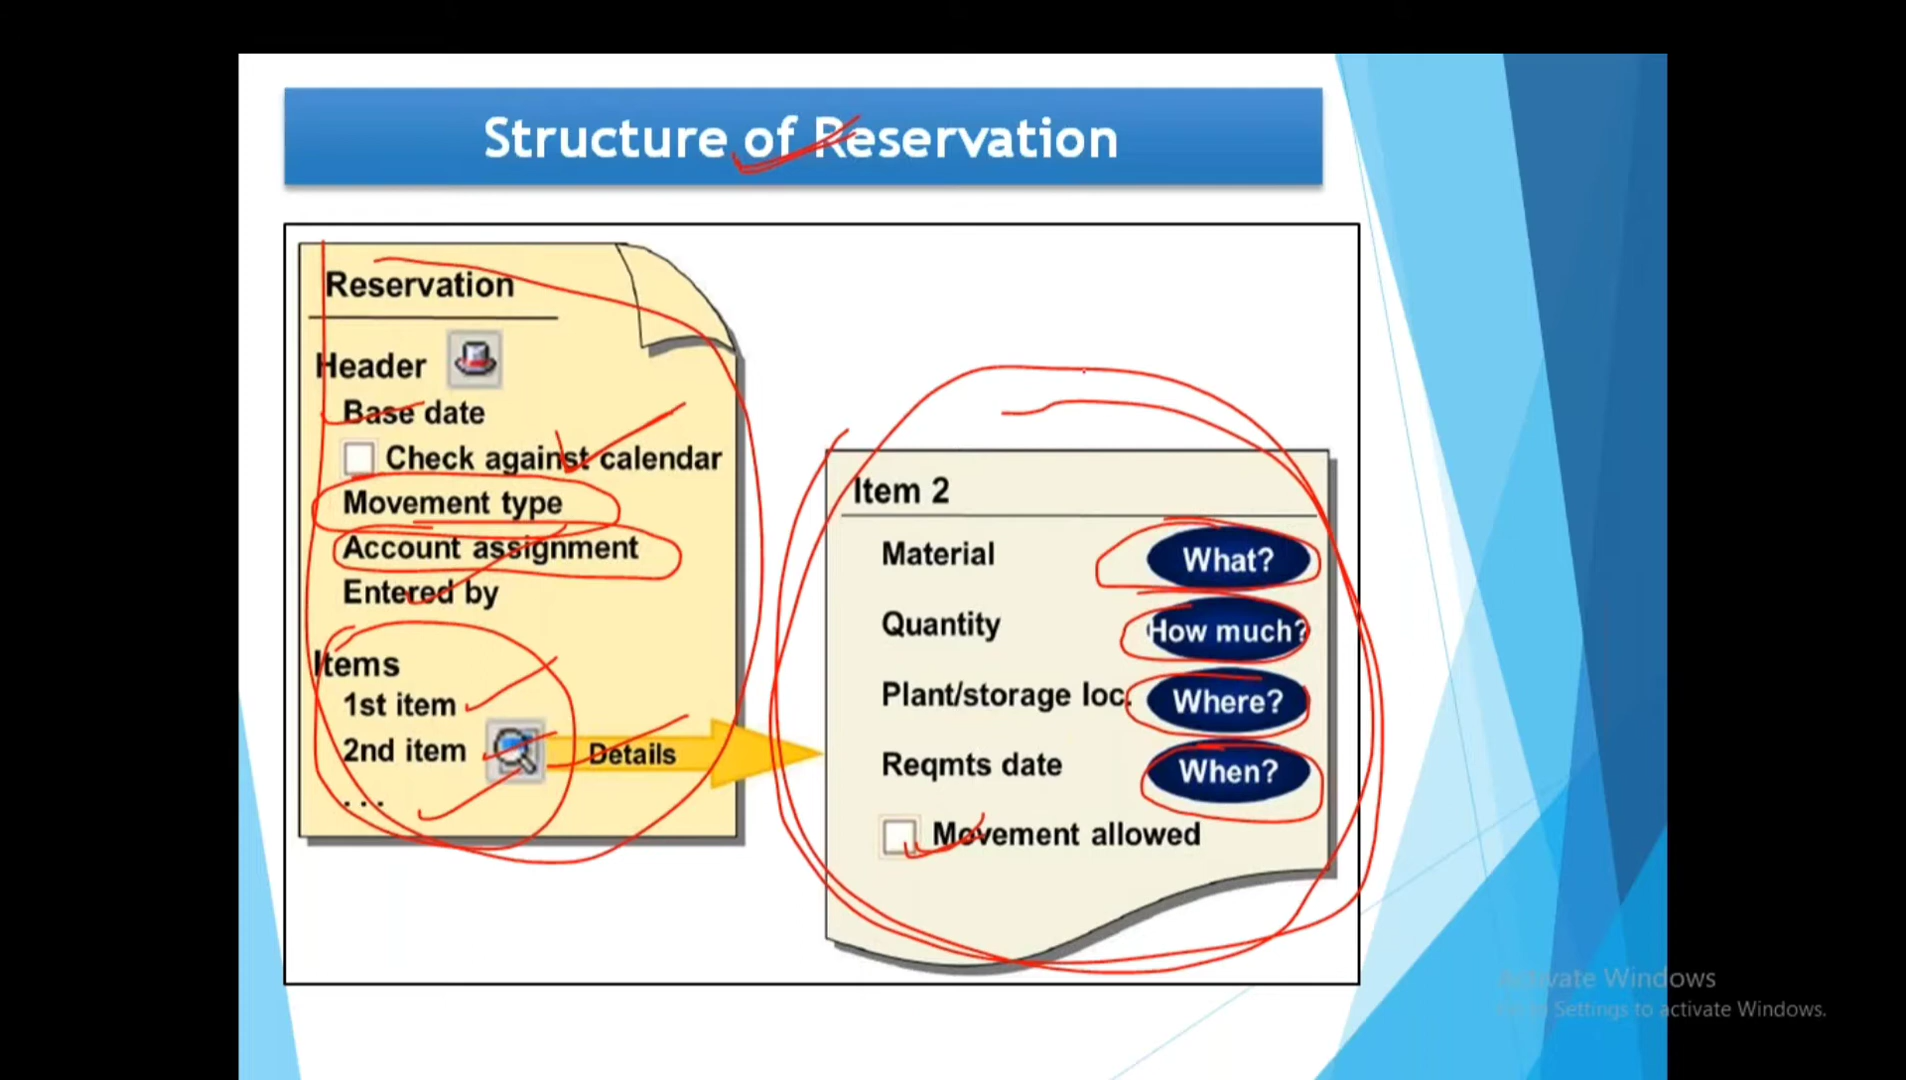 Structure of Reservation
Reservation
Header
Base date
Check against calendar
Movement type
Account assignment
Entered by
Items
1st item
2nd item
. . .
Details
Item 2
Material What?
Quantity How much?
Plant/storage loc. Where?
Reqmts date When?
Movement allowed
Activate Windows
Go to Settings to activate Windows.